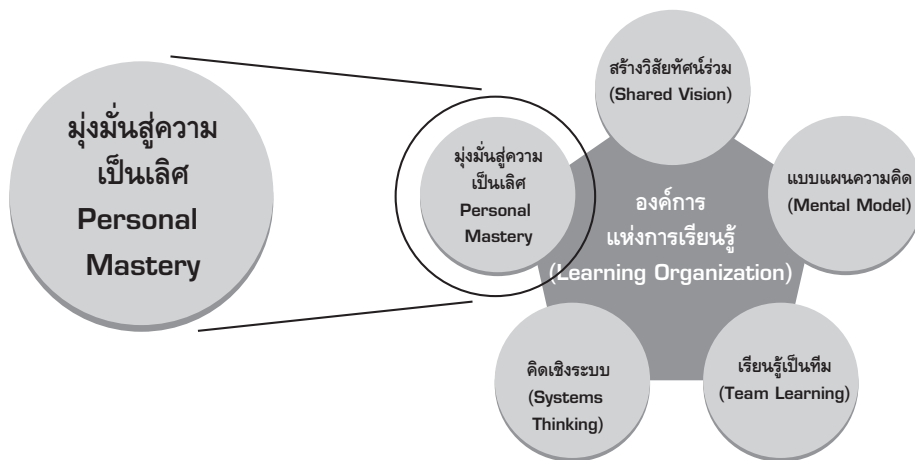 มุ่งมั่นสู่ความ
เป็นเลิศ
Personal
Mastery
มุ่งมั่นสู่ความ
เป็นเลิศ
Personal
Mastery
สร้างวิสัยทัศน์ร่วม
(Shared Vision)
แบบแผนความคิด
(Mental Model)
องค์การ
แห่งการเรียนรู้
(Learning Organization)
คิดเชิงระบบ
(Systems
Thinking)
เรียนรู้เป็นทีม
(Team Learning)